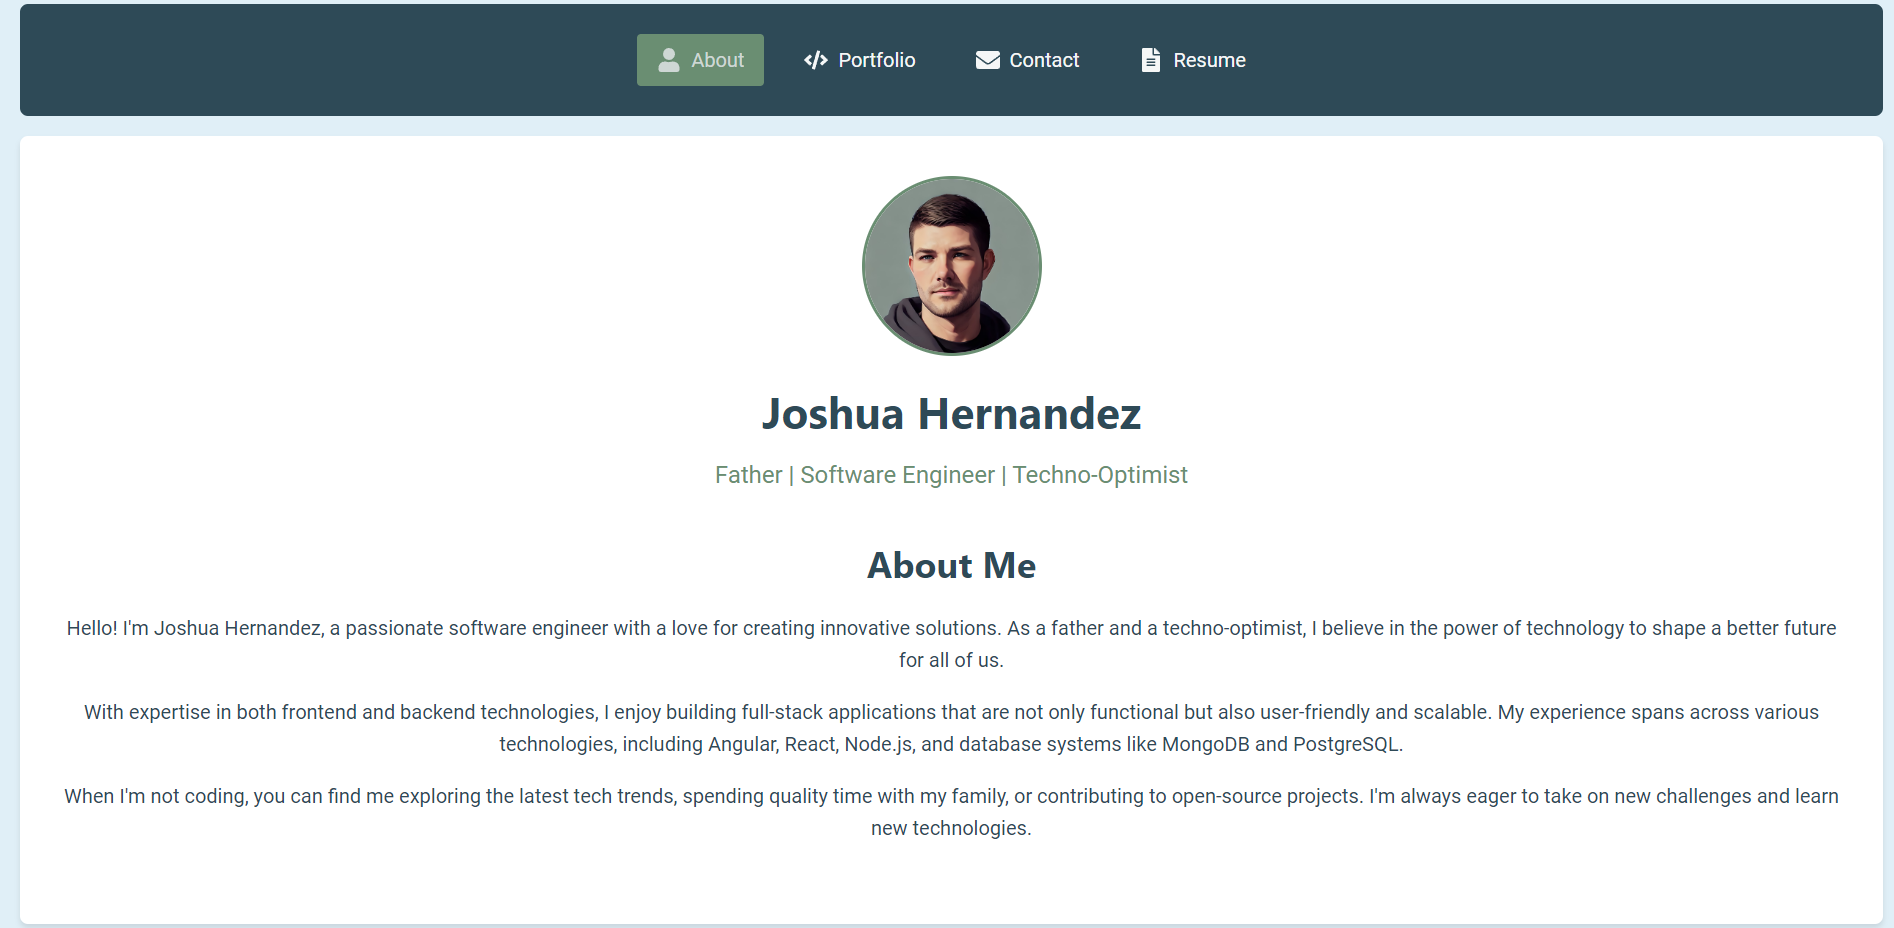 About Portfolio Contact Resume
Joshua Hernandez
Father | Software Engineer | Techno-Optimist
About Me
Hello! I'm Joshua Hernandez, a passionate software engineer with a love for creating innovative solutions. As a father and a techno-optimist, I believe in the power of technology to shape a better future
for all of us.
With expertise in both frontend and backend technologies, I enjoy building full-stack applications that are not only functional but also user-friendly and scalable. My experience spans across various
technologies, including Angular, React, Node.js, and database systems like MongoDB and PostgreSQL.
When I'm not coding, you can find me exploring the latest tech trends, spending quality time with my family, or contributing to open-source projects. I'm always eager to take on new challenges and learn
new technologies.